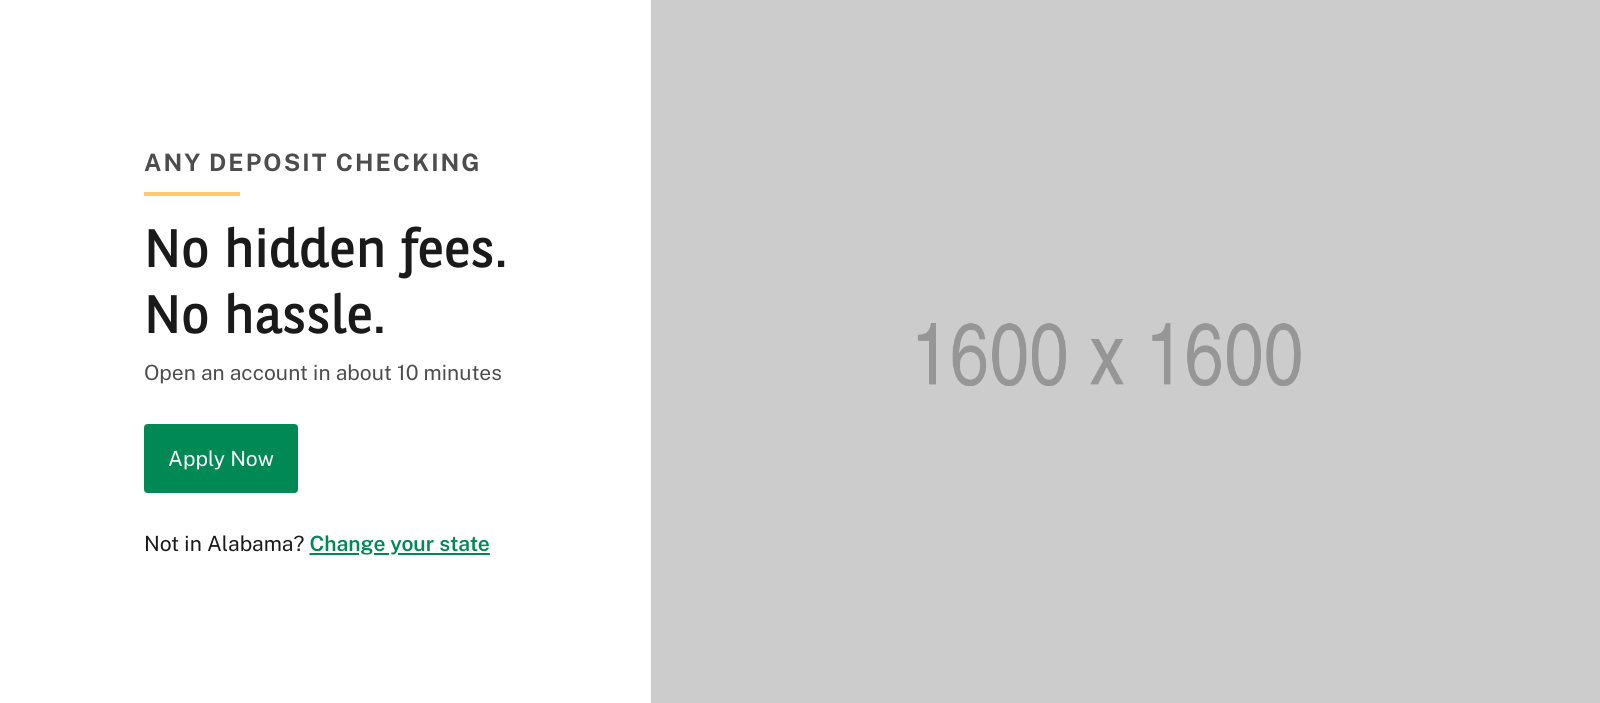 ANY DEPOSIT CHECKING
No hidden fees.
No hassle.
Open an account in about 10 minutes
Apply Now
Not in Alabama? Change your state
1600 x 1600